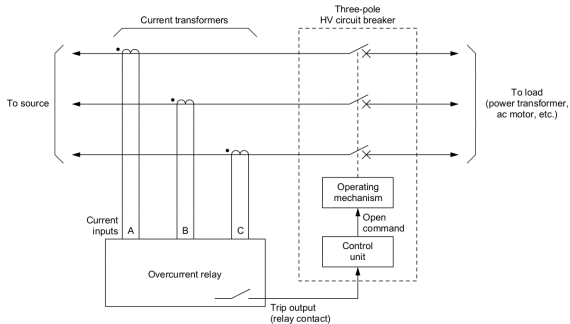 Current transformers
Three-pole
HV circuit breaker
To source
To load
(power transformer,
ac motor, etc.)
Operating
mechanism
Open
command
Current
inputs
A
B
C
Control
unit
Overcurrent relay
Trip output
(relay contact)